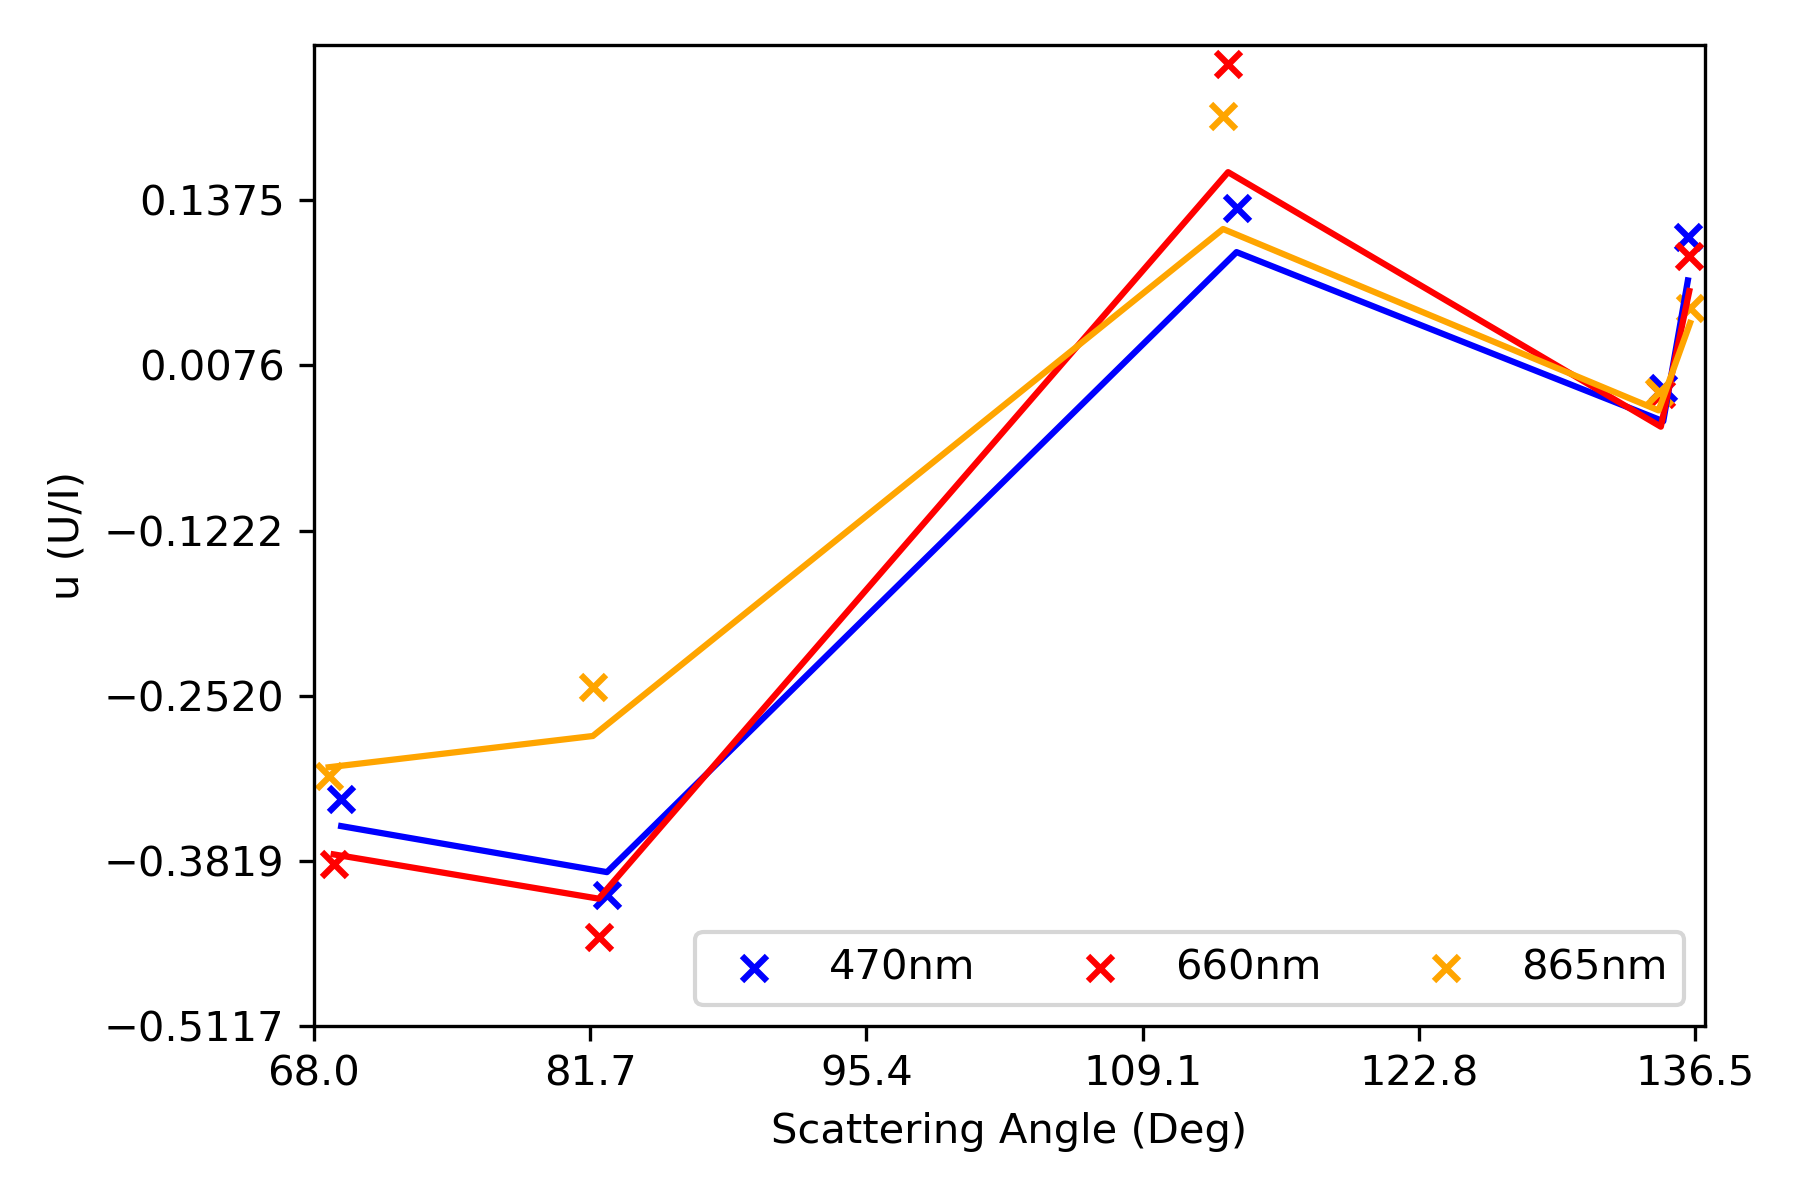 u (U/I)
0.1375
0.0076
−0.1222
−0.2520
−0.3819
−0.5117
470nm 660nm 865nm
68.0 81.7 95.4 109.1 122.8 136.5
Scattering Angle (Deg)